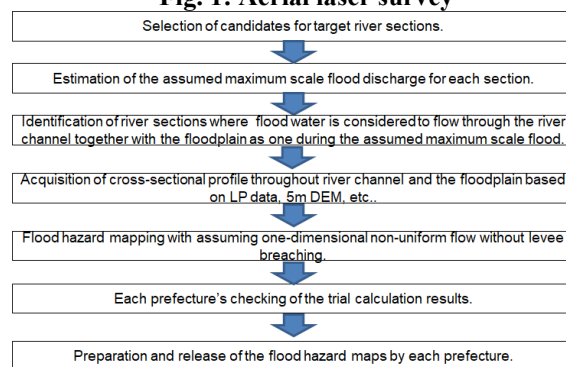 Fig. 1: Aerial laser survey
Selection of candidates for target river sections.
Estimation of the assumed maximum scale flood discharge for each section.
Identification of river sections where flood water is considered to flow through the river
channel together with the floodplain as one during the assumed maximum scale flood.
Acquisition of cross-sectional profile throughout river channel and the floodplain based
on LP data, 5m DEM, etc..
Flood hazard mapping with assuming one-dimensional non-uniform flow without levee
breaching.
Each prefecture's checking of the trial calculation results.
Preparation and release of the flood hazard maps by each prefecture.